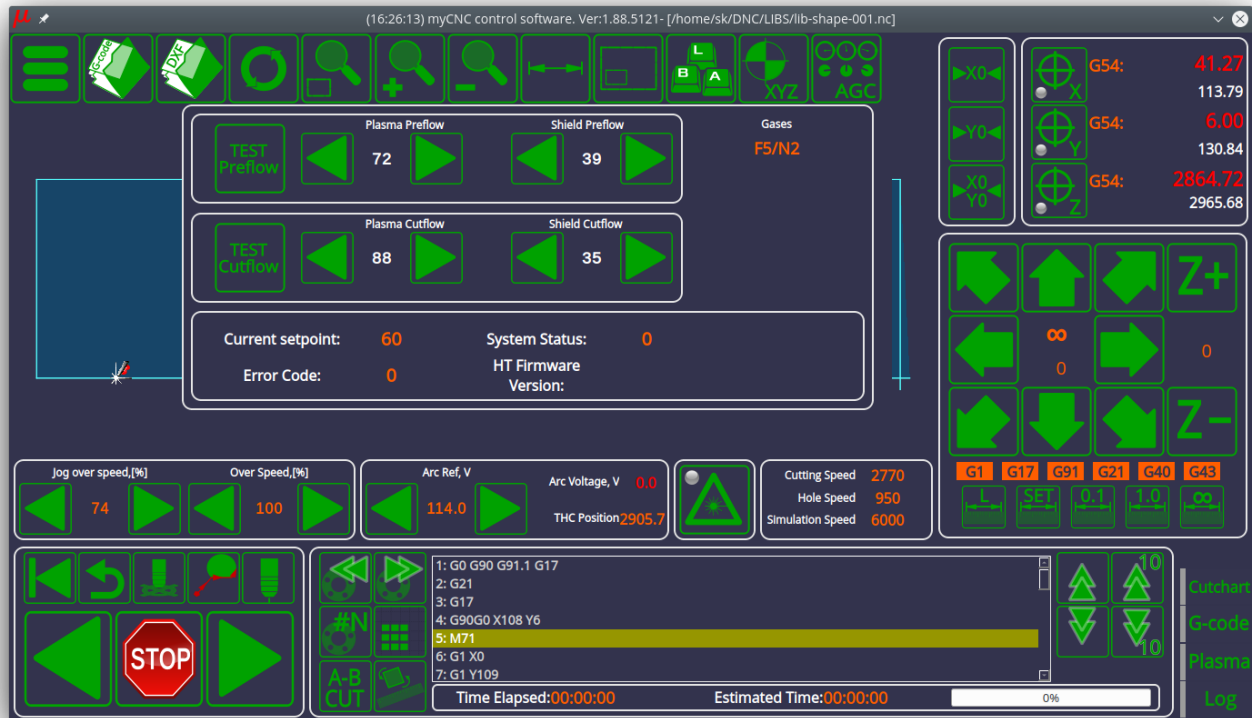 (16:26:13) myCNC control software. Ver:1.88.5121- [/home/sk/DNC/LIBS/lib-shape-001.nc]
G-code
DXF
L
B A
XYZ
AGC
X0
Y0
X0
Y0
X
G54: 41.27
113.79
Y
G54: 6.00
130.84
Z
G54: 2864.72
2965.68
TEST
Preflow
Plasma Preflow
72
Shield Preflow
39
Gases
F5/N2
TEST
Cutflow
Plasma Cutflow
88
Shield Cutflow
35
Current setpoint: 60
System Status: 0
Error Code: 0
HT Firmware
Version:
Z+
∞
0
0
Z-
G1 G17 G91 G21 G40 G43
L SET 0.1 1.0 ∞
Jog over speed,[%]
74
Over Speed,[%]
100
Arc Ref, V
114.0
Arc Voltage, V 0.0
THC Position 2905.7
Cutting Speed 2770
Hole Speed 950
Simulation Speed 6000
STOP
#N
A-B
CUT
1: G0 G90 G91.1 G17
2: G21
3: G17
4: G90G0 X108 Y6
5: M71
6: G1 X0
7: G1 Y109
10
10
Time Elapsed:00:00:00
Estimated Time:00:00:00
0%
Cutchart
G-code
Plasma
Log